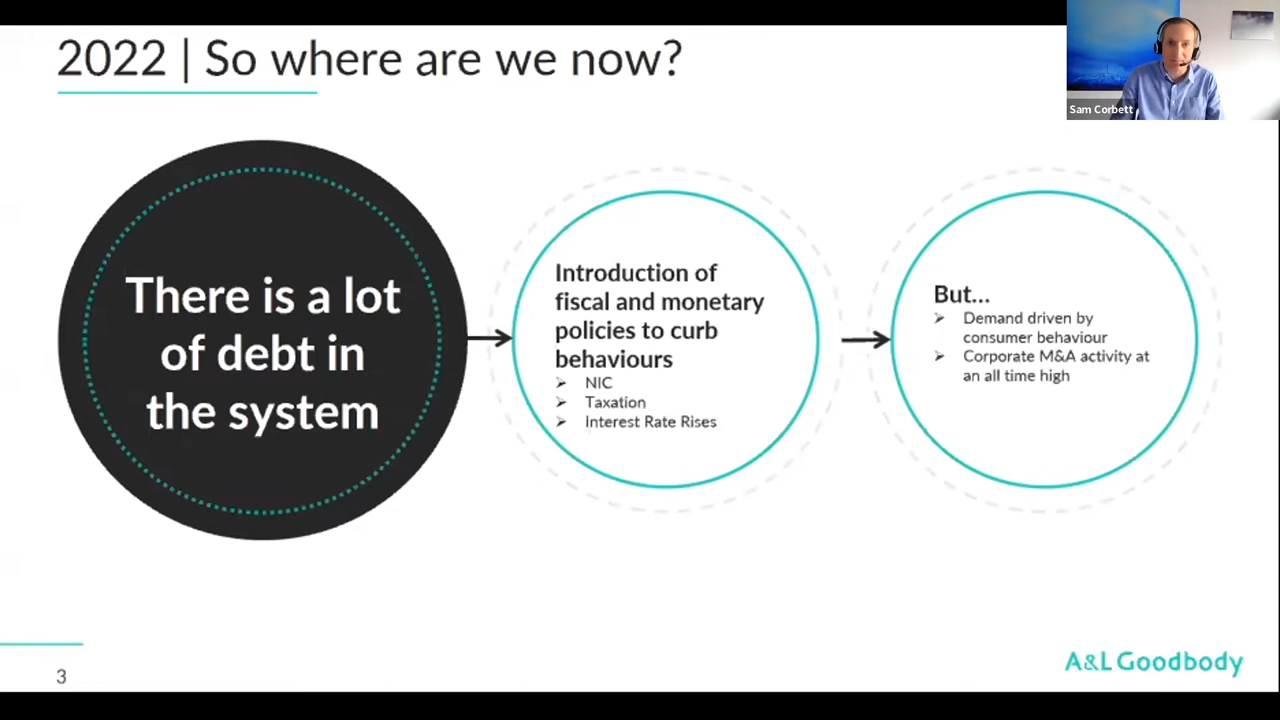 2022 | So where are we now?
Sam Corbett
There is a lot
of debt in
the system
Introduction of
fiscal and monetary
policies to curb
behaviours
➢ NIC
➢ Taxation
➢ Interest Rate Rises
But...
➢ Demand driven by
consumer behaviour
➢ Corporate M&A activity at
an all time high
3
A&L Goodbody